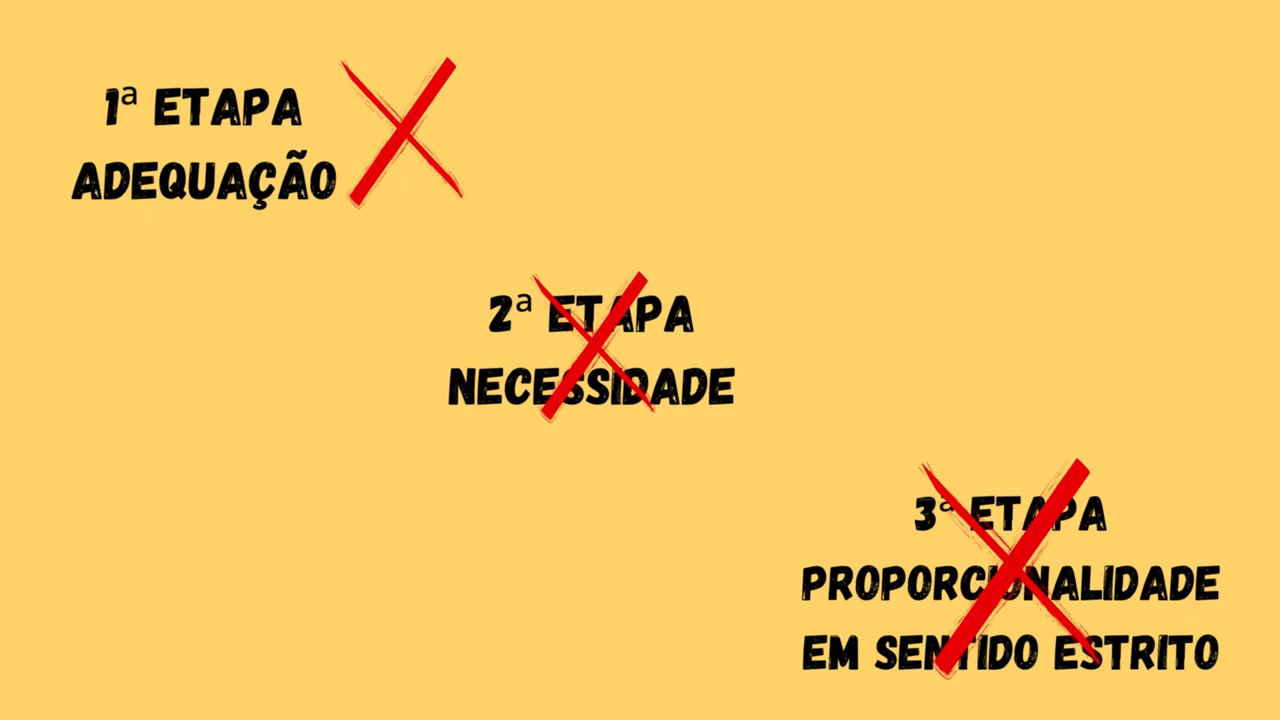 1ª ETAPA
ADEQUAÇÃO
2ª ETAPA
NECESSIDADE
3ª ETAPA
PROPORCIONALIDADE
EM SENTIDO ESTRITO